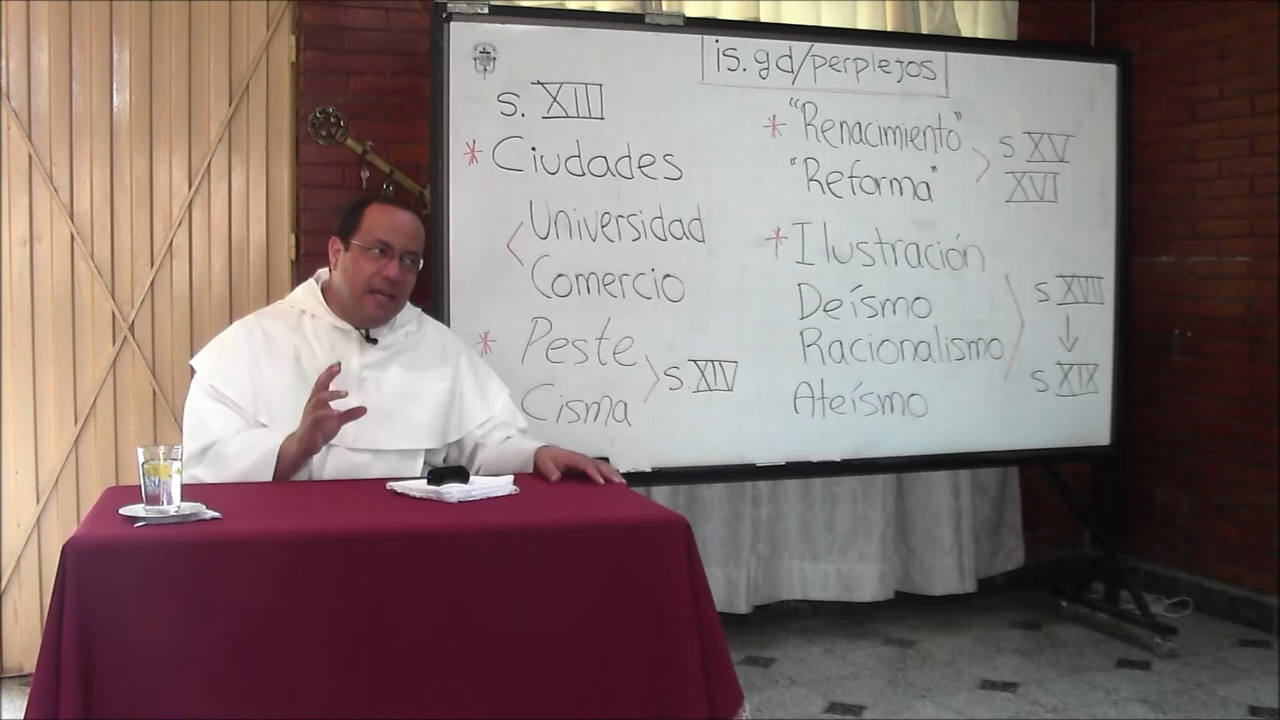 is.gd/perplejos
s. XIII
* Ciudades
Universidad
Comercio
* Peste
Cisma
s. XIV
* "Renacimiento"
"Reforma"
s XV
XVI
* Ilustración
Deísmo
Racionalismo
Ateísmo
s XVII
↓
s XIX